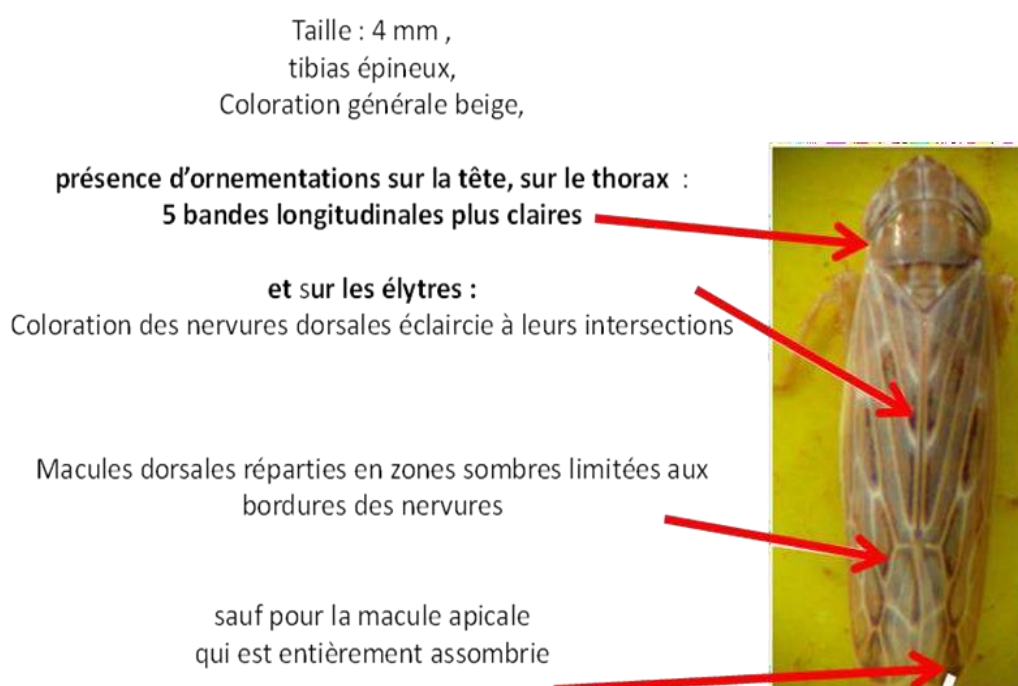 Taille : 4 mm ,
tibias épineux,
Coloration générale beige,
présence d'ornementations sur la tête, sur le thorax :
5 bandes longitudinales plus claires
et sur les élytres :
Coloration des nervures dorsales éclaircie à leurs intersections
Macules dorsales réparties en zones sombres limitées aux
bordures des nervures
sauf pour la macule apicale
qui est entièrement assombrie